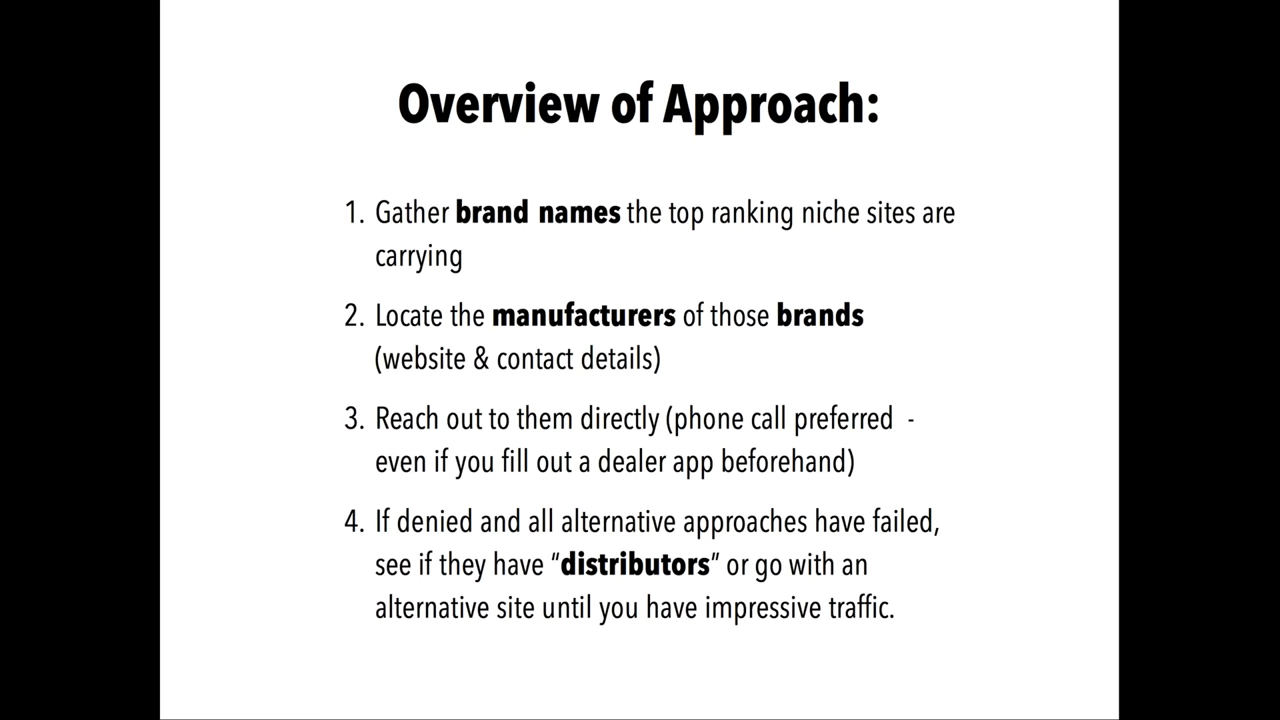 Overview of Approach:
1. Gather brand names the top ranking niche sites are
carrying
2. Locate the manufacturers of those brands
(website & contact details)
3. Reach out to them directly (phone call preferred  -
even if you fill out a dealer app beforehand)
4. If denied and all alternative approaches have failed,
see if they have “distributors” or go with an
alternative site until you have impressive traffic.